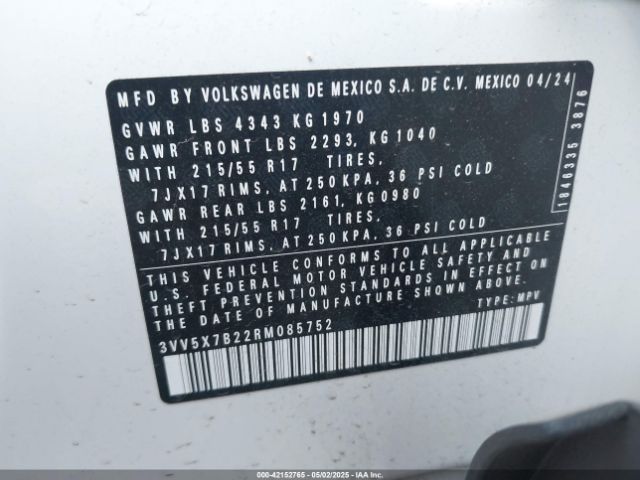 MFD BY VOLKSWAGEN DE MEXICO S.A. DE C.V. MEXICO 04/24
GVWR LBS 4343 KG 1970
GAWR FRONT LBS 2293, KG 1040
WITH 215/55 R17 TIRES,
7JX17 RIMS, AT 250 KPA, 36 PSI COLD
GAWR REAR LBS 2161, KG 0980
WITH 215/55 R17 TIRES,
7JX17 RIMS, AT 250 KPA, 36 PSI COLD
THIS VEHICLE CONFORMS TO ALL APPLICABLE
U.S. FEDERAL MOTOR VEHICLE SAFETY AND
THEFT PREVENTION STANDARDS IN EFFECT ON
THE DATE OF MANUFACTURE SHOWN ABOVE.
3VV5X7B22RM085752 TYPE: MPV
1846335 3876
000-42152765 - 05/02/2025 - IAAI.COM